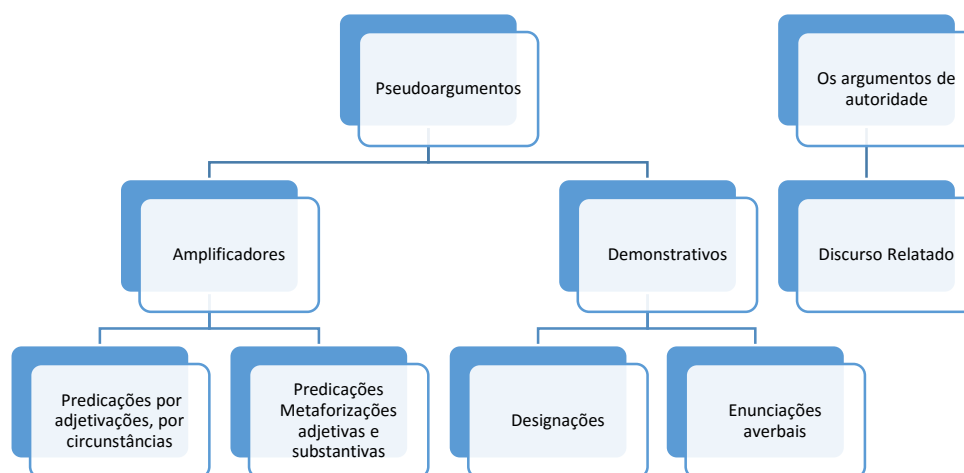 Pseudoargumentos
Os argumentos de
autoridade
Amplificadores
Demonstrativos
Discurso Relatado
Predicações por
adjetivações, por
circunstâncias
Predicações
Metaforizações
adjetivas e
substantivas
Designações
Enunciações
averbais